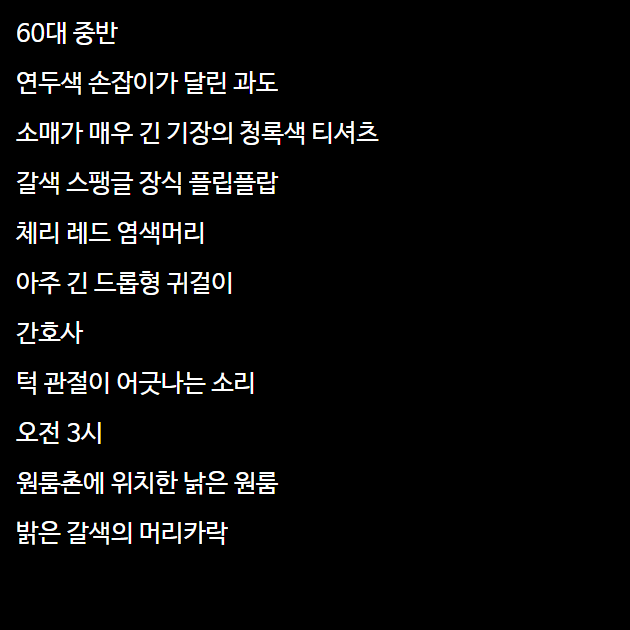 60대 중반
연두색 손잡이가 달린 과도
소매가 매우 긴 기장의 청록색 티셔츠
갈색 스팽글 장식 플립플랍
체리 레드 염색머리
아주 긴 드롭형 귀걸이
간호사
턱 관절이 어긋나는 소리
오전 3시
원룸촌에 위치한 낡은 원룸
밝은 갈색의 머리카락